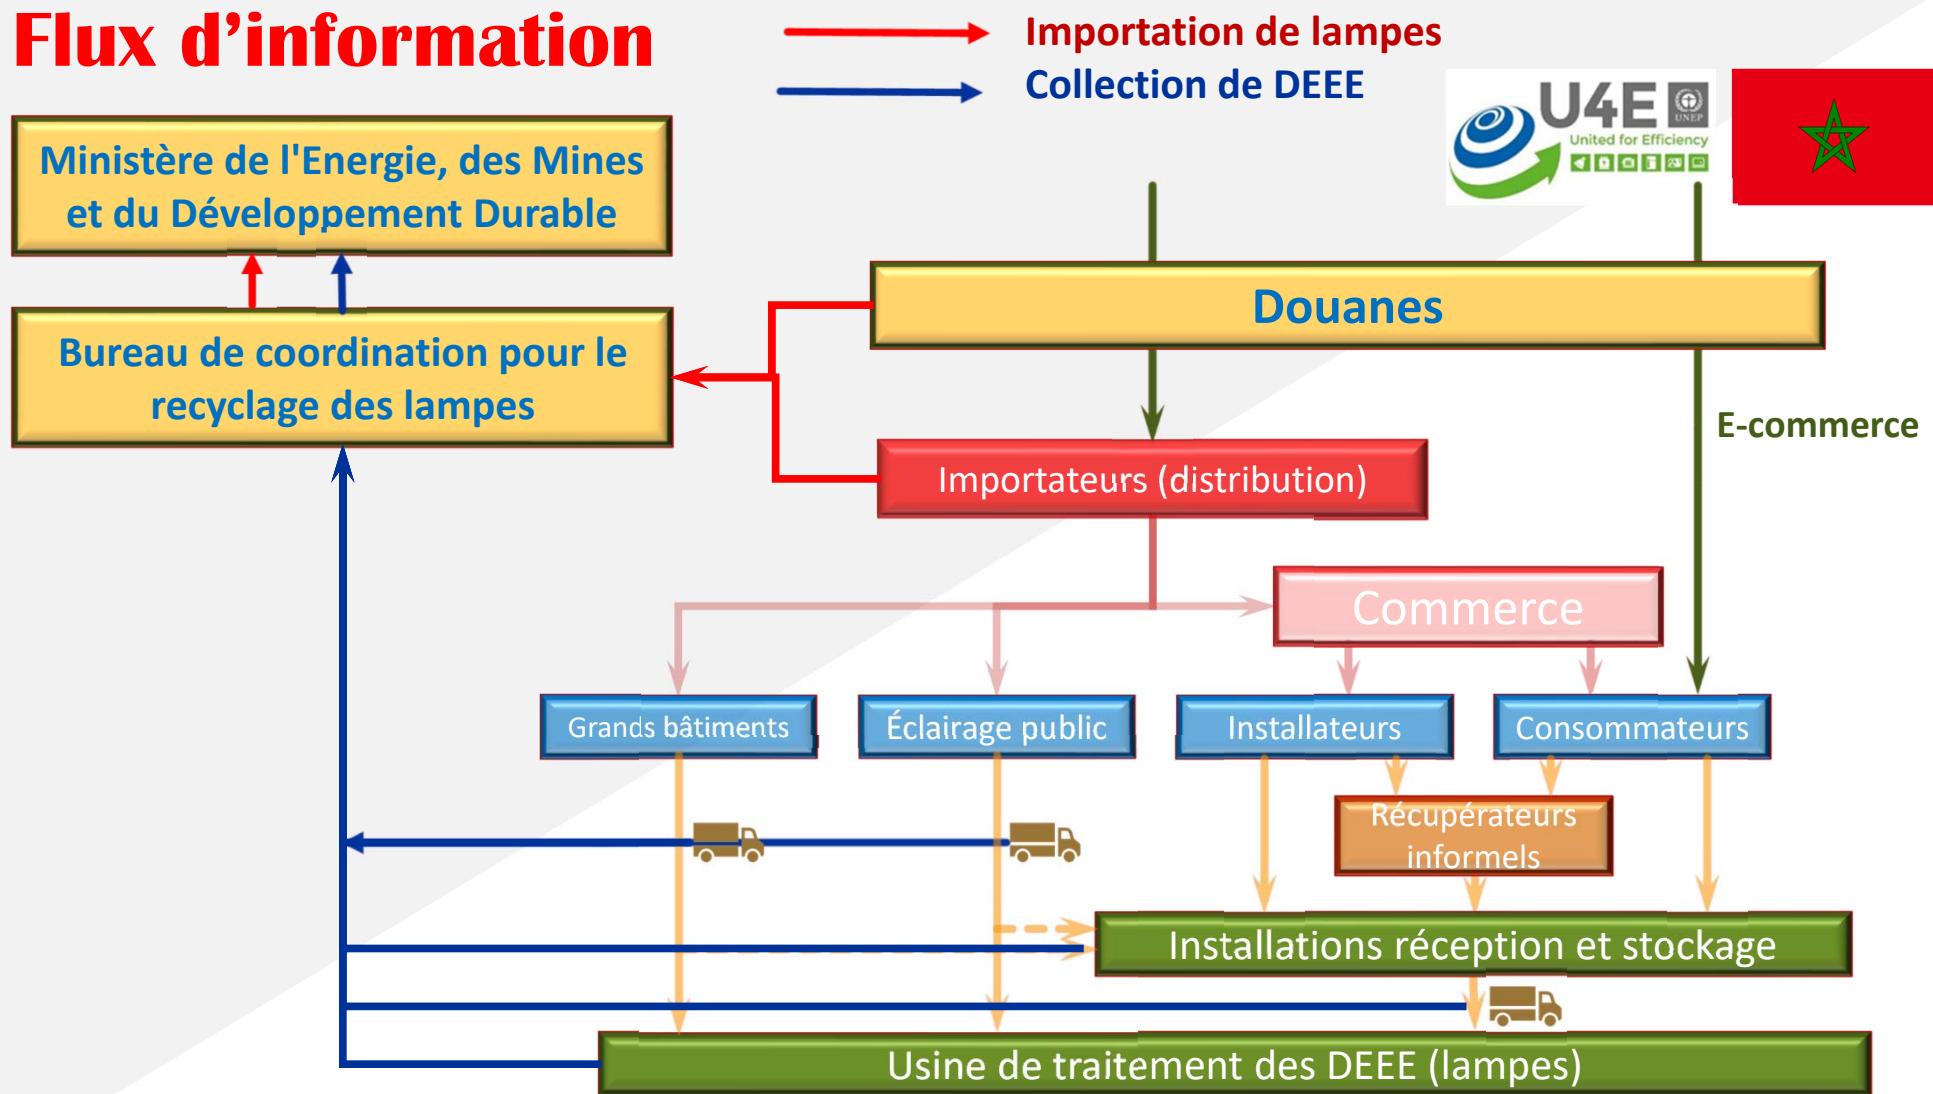 Flux d’information
Importation de lampes
Collection de DEEE
U4E
UNEP
United for Efficiency
Ministère de l'Energie, des Mines
et du Développement Durable
Bureau de coordination pour le
recyclage des lampes
Douanes
E-commerce
Importateurs (distribution)
Commerce
Grands bâtiments
Éclairage public
Installateurs
Consommateurs
Récupérateurs
informels
Installations réception et stockage
Usine de traitement des DEEE (lampes)